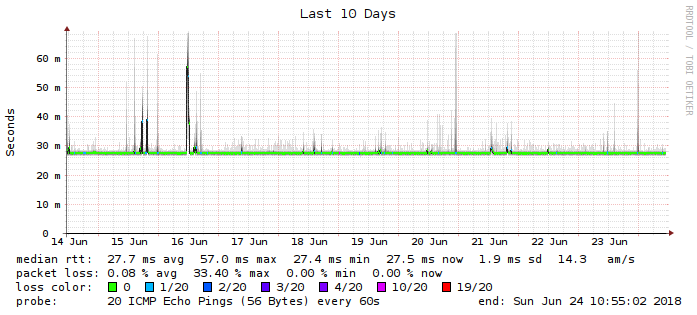 Last 10 Days
RRDTOOL / TOBI OETIKER
Seconds
60 m
50 m
40 m
30 m
20 m
10 m
0
14 Jun 15 Jun 16 Jun 17 Jun 18 Jun 19 Jun 20 Jun 21 Jun 22 Jun 23 Jun
median rtt: 27.7 ms avg 57.0 ms max 27.4 ms min 27.5 ms now 1.9 ms sd 14.3 am/s
packet loss: 0.08 % avg 33.40 % max 0.00 % min 0.00 % now
loss color: 0 1/20 2/20 3/20 4/20 10/20 19/20
probe: 20 ICMP Echo Pings (56 Bytes) every 60s end: Sun Jun 24 10:55:02 2018